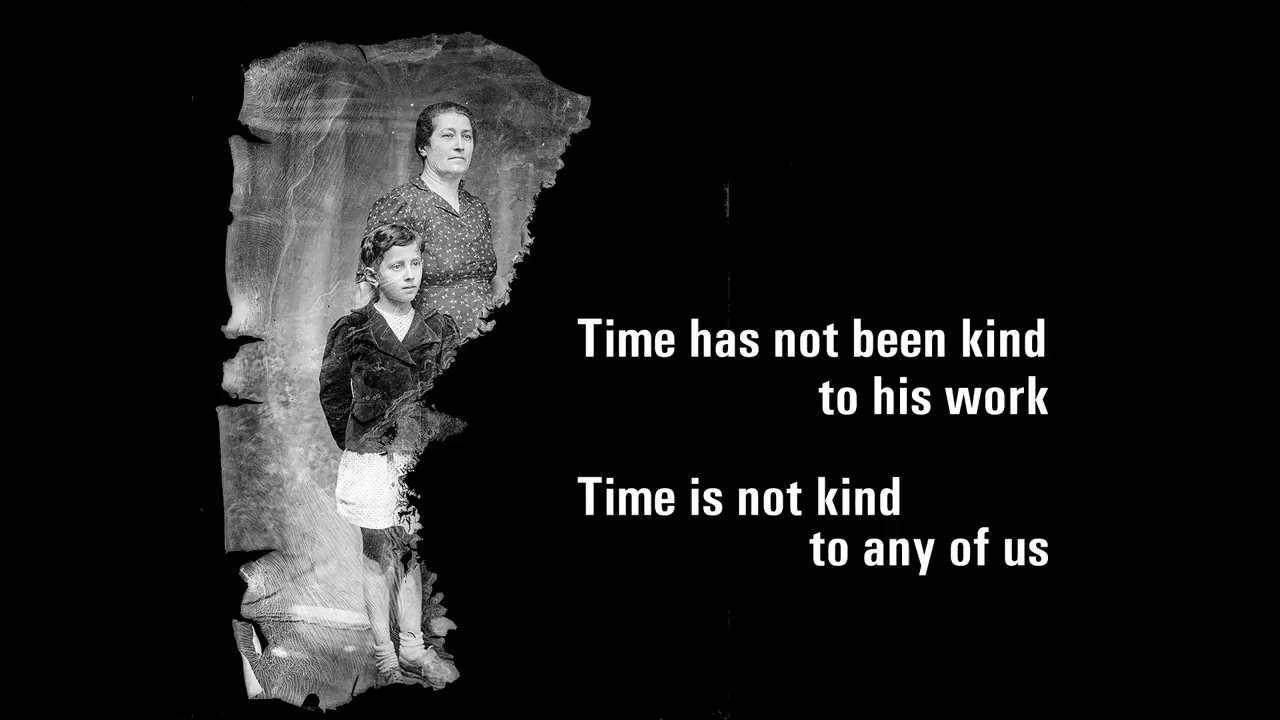 Time has not been kind
to his work
Time is not kind
to any of us